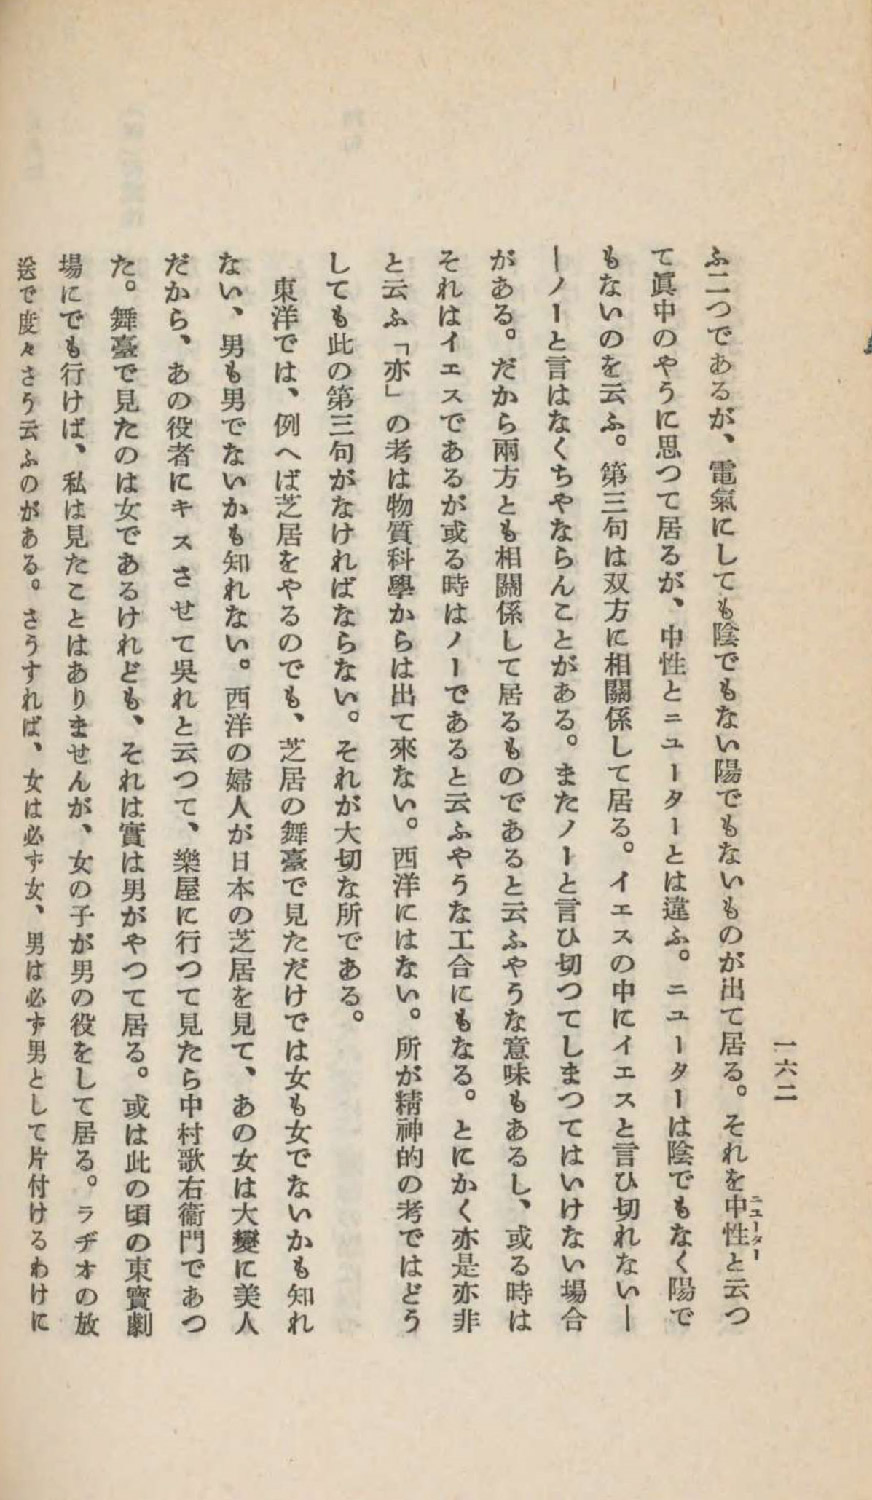 一六二
ふ二つであるが、電氣にしても陰でもない陽でもないものが出て居る。それを中性と云つ
ニューター
て眞中のやうに思つて居るが、中性とニューターとは違ふ。ニューターは陰でもなく陽で
もないのを云ふ。第三句は双方に相關係して居る。イエスの中にイエスと言ひ切れない―
―ノーと言はなくちやならんことがある。またノーと言ひ切つてしまつてはいけない場合
がある。だから兩方とも相關係して居るものであると云ふやうな意味もあるし、或る時は
それはイエスであるが或る時はノーであると云ふやうな工合にもなる。とにかく亦是亦非
と云ふ「亦」の考は物質科學からは出て來ない。西洋にはない。所が精神的の考ではどう
しても此の第三句がなければならない。それが大切な所である。
東洋では、例へば芝居をやるのでも、芝居の舞臺で見ただけでは女も女でないかも知れ
ない、男も男でないかも知れない。西洋の婦人が日本の芝居を見て、あの女は大變に美人
だから、あの役者にキスさせて吳れと云つて、樂屋に行つて見たら中村歌右衞門であつ
た。舞臺で見たのは女であるけれども、それは實は男がやつて居る。或は此の頃の東寶劇
場にでも行けば、私は見たことはありませんが、女の子が男の役をして居る。ラヂオの放
送で度々さう云ふのがある。さうすれば、女は必ず女、男は必ず男として片付けるわけに